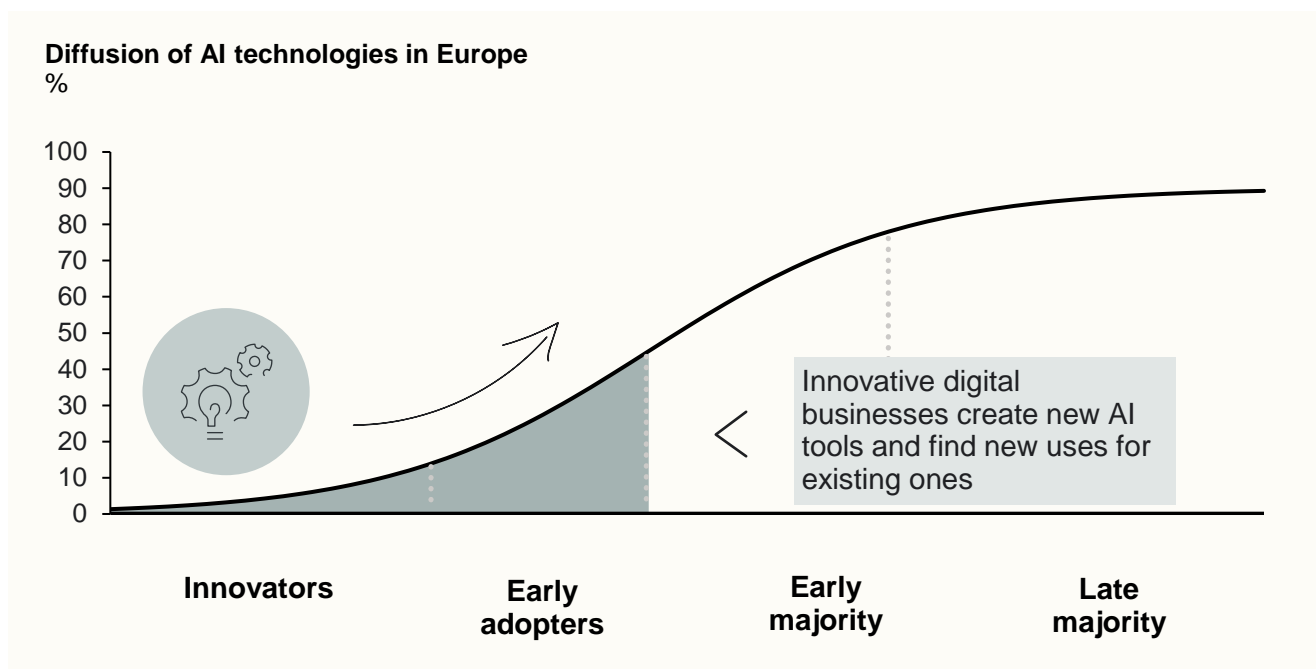 Diffusion of AI technologies in Europe
%
100
90
80
70
60
50
40
30
20
10
0
Innovative digital
businesses create new AI
tools and find new uses for
existing ones
Innovators
Early
adopters
Early
majority
Late
majority